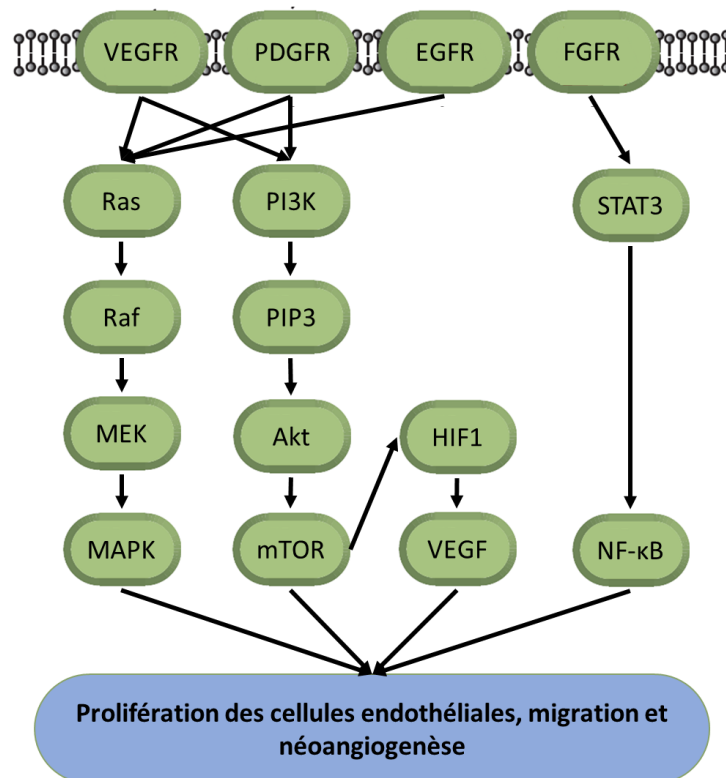 VEGFR PDGFR EGFR FGFR
Ras PI3K STAT3
Raf PIP3
MEK Akt HIF1
MAPK mTOR VEGF NF-κB
Prolifération des cellules endothéliales, migration et
néoangiogenèse